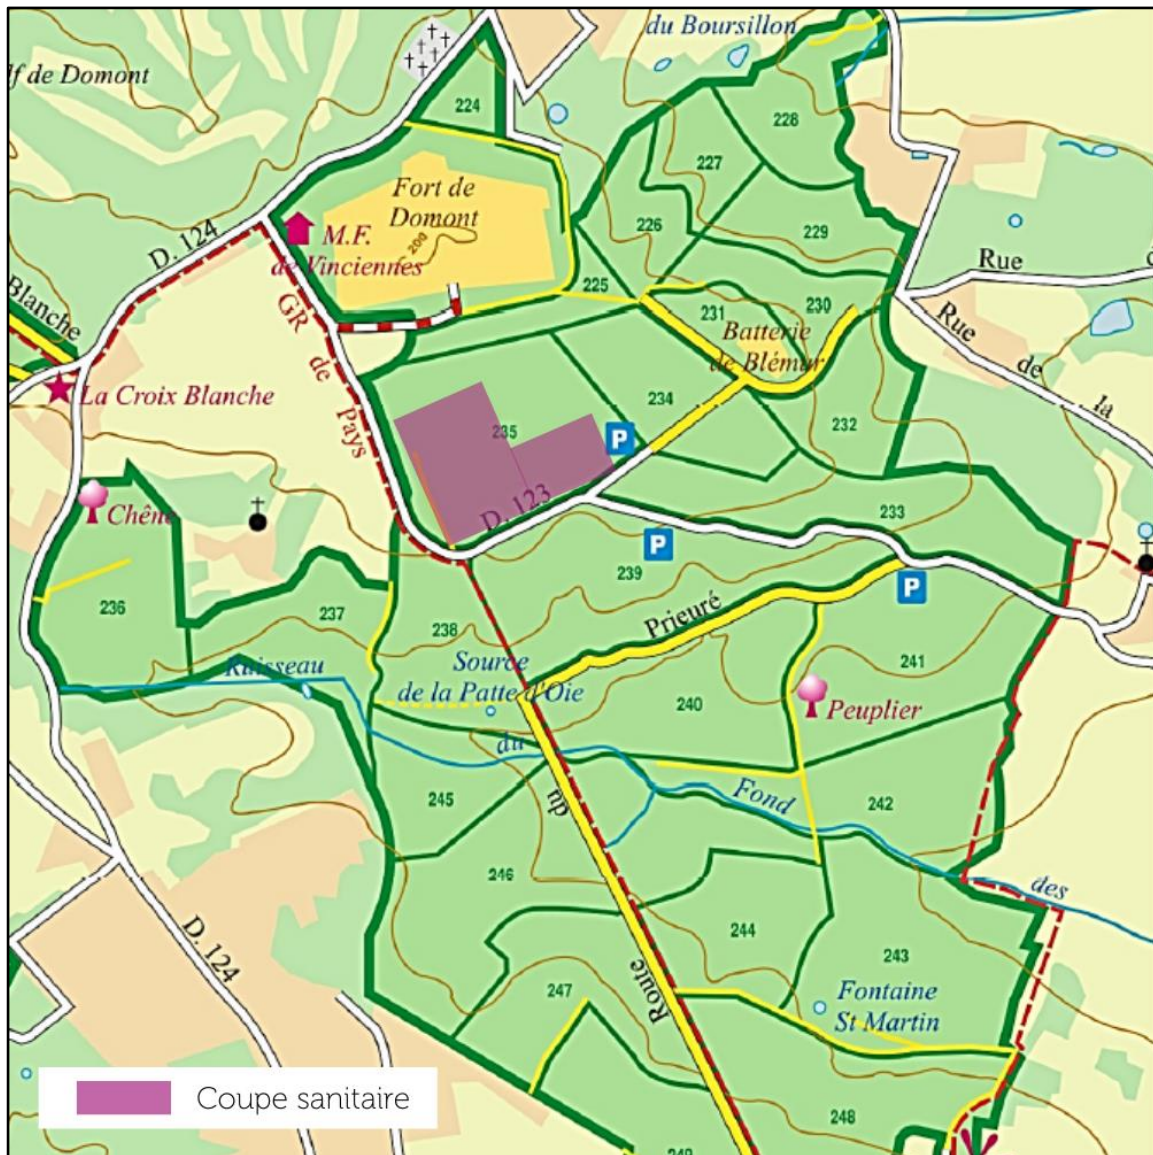 du Boursillon
lf de Domont
224
228
227
Fort de
Domont
200
226
229
D. 124
M.F.
de Vinciennes
Rue
225
Blanche
GR
de
Pays
231
230
Batterie
de Blémur
Rue
de
la
La Croix Blanche
234
235
P
232
Chêne
D. 123
233
P
239
P
236
237
238
Prieuré
Source
de la Patte d'Oie
Ruisseau
241
240
Peuplier
du
245
du
Fond
242
246
des
244
243
D. 124
247
Route
Fontaine
St Martin
248
Coupe sanitaire